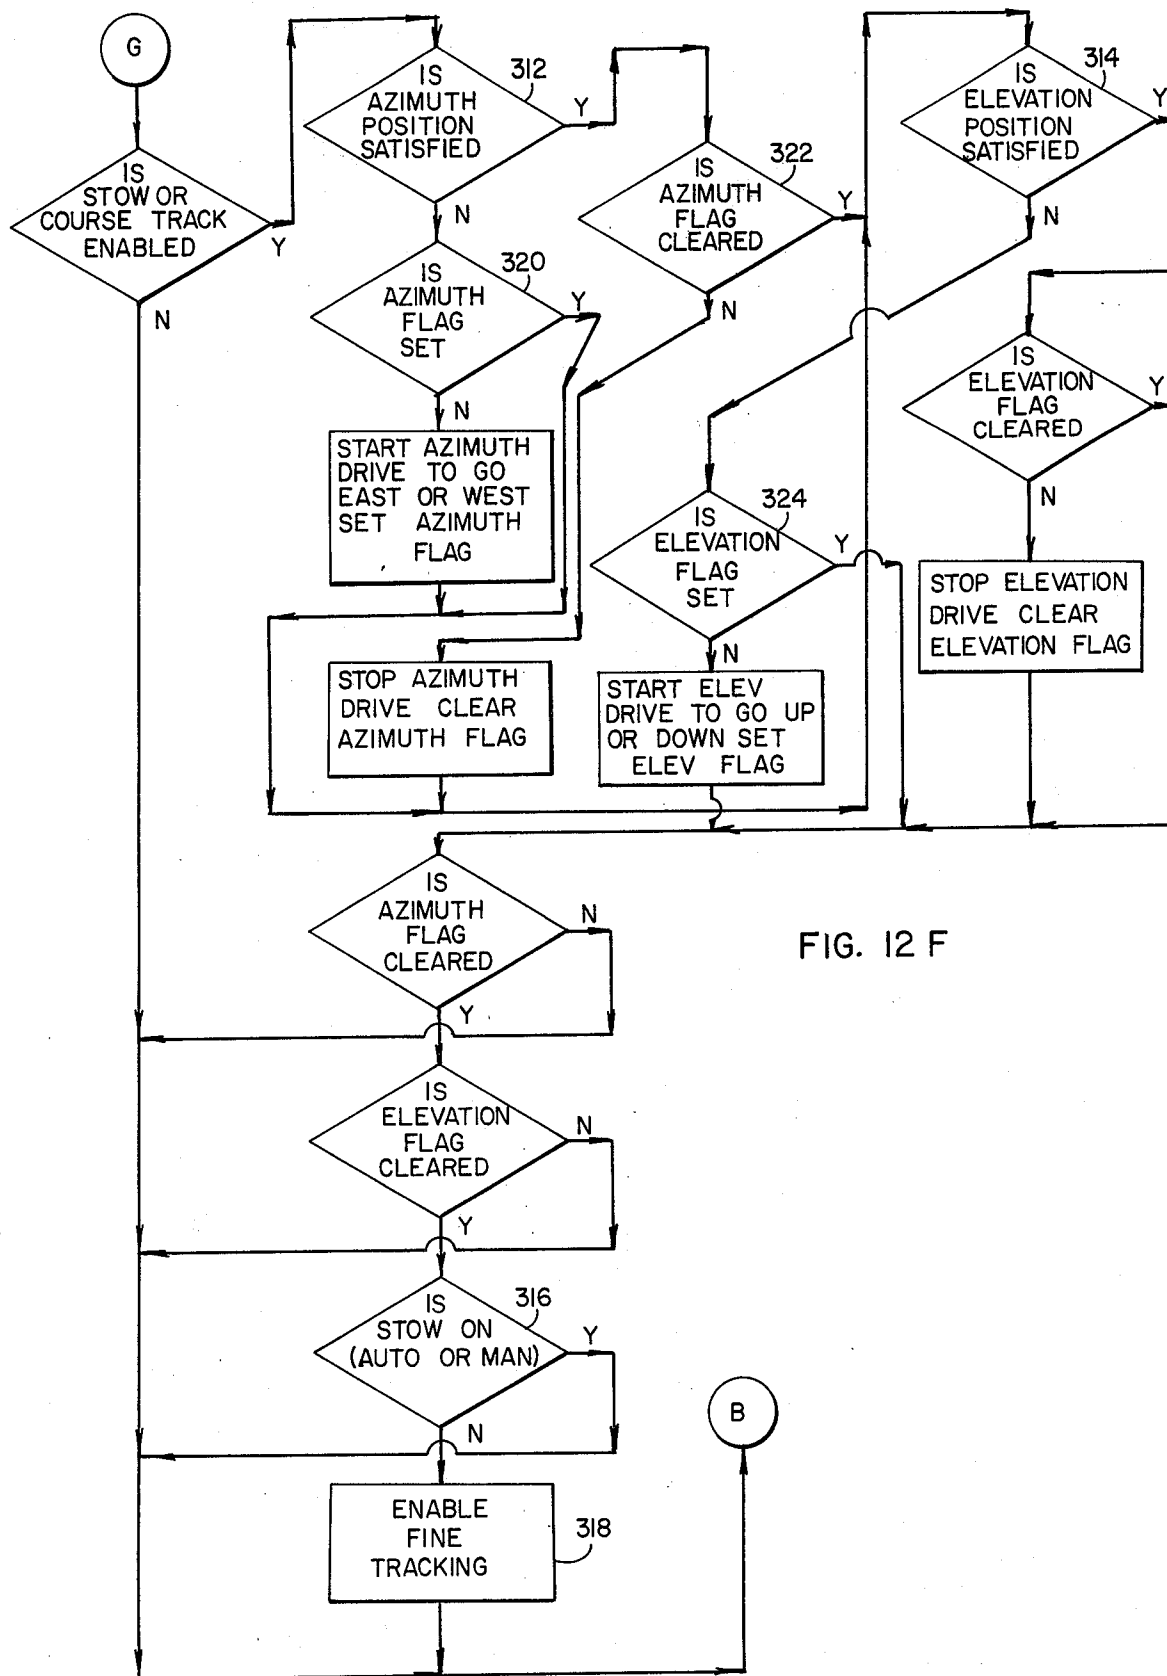 G
IS
STOW OR
COURSE TRACK
ENABLED
Y
N
IS
AZIMUTH
POSITION
SATISFIED
312
Y
N
IS
AZIMUTH
FLAG
SET
320
Y
N
START AZIMUTH
DRIVE TO GO
EAST OR WEST
SET AZIMUTH
FLAG
STOP AZIMUTH
DRIVE CLEAR
AZIMUTH FLAG
IS
AZIMUTH
FLAG
CLEARED
322
Y
N
IS
ELEVATION
POSITION
SATISFIED
314
Y
N
IS
ELEVATION
FLAG
SET
324
Y
N
START ELEV
DRIVE TO GO UP
OR DOWN SET
ELEV FLAG
IS
ELEVATION
FLAG
CLEARED
Y
N
STOP ELEVATION
DRIVE CLEAR
ELEVATION FLAG
IS
AZIMUTH
FLAG
CLEARED
N
Y
FIG. 12 F
IS
ELEVATION
FLAG
CLEARED
N
Y
IS
STOW ON
(AUTO OR MAN)
316
Y
N
ENABLE
FINE
TRACKING
318
B